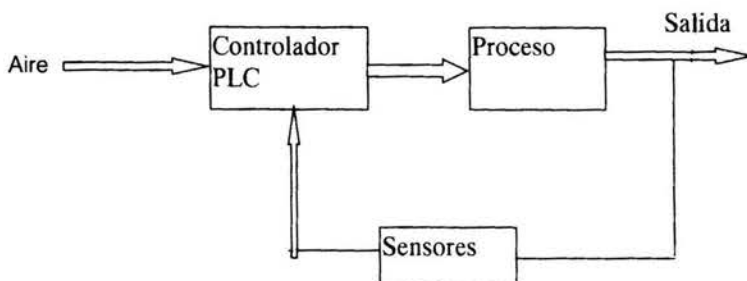 Salida
Aire
Controlador
PLC
Proceso
Sensores